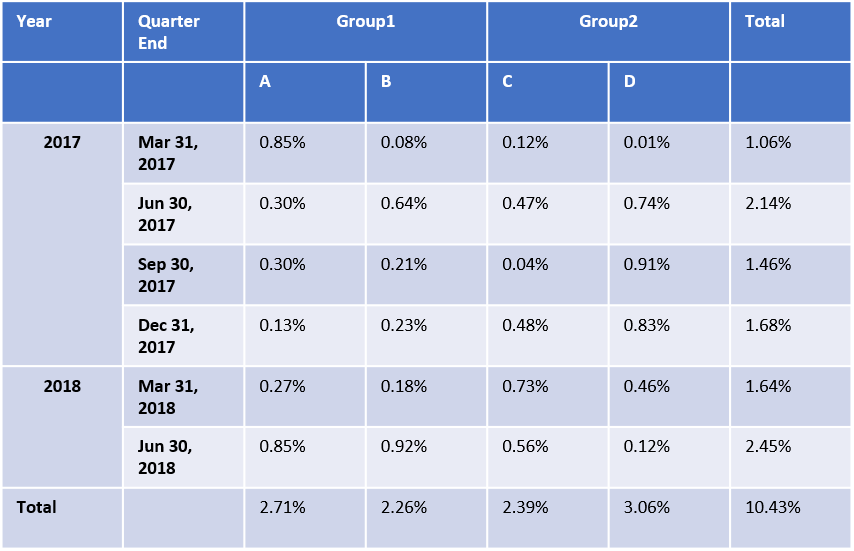 Year Quarter End Group1 Group2 Total
A B C D
2017 Mar 31, 2017 0.85% 0.08% 0.12% 0.01% 1.06%
Jun 30, 2017 0.30% 0.64% 0.47% 0.74% 2.14%
Sep 30, 2017 0.30% 0.21% 0.04% 0.91% 1.46%
Dec 31, 2017 0.13% 0.23% 0.48% 0.83% 1.68%
2018 Mar 31, 2018 0.27% 0.18% 0.73% 0.46% 1.64%
Jun 30, 2018 0.85% 0.92% 0.56% 0.12% 2.45%
Total 2.71% 2.26% 2.39% 3.06% 10.43%